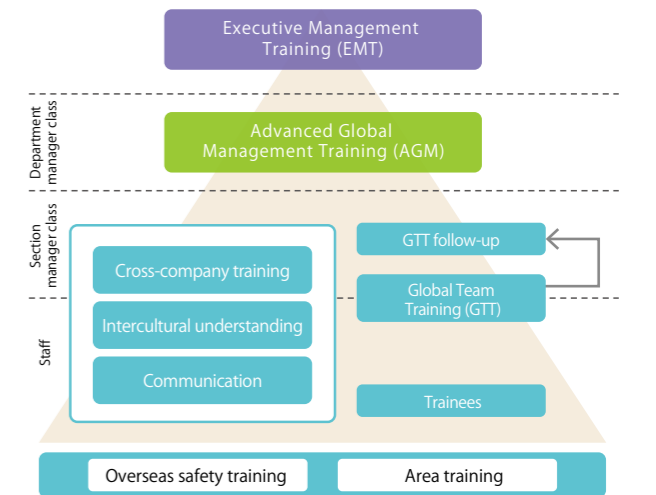 Executive Management
Training (EMT)
Department
manager class
Advanced Global
Management Training (AGM)
Section
manager class
GTT follow-up
Cross-company training
Global Team
Training (GTT)
Intercultural understanding
Staff
Communication
Trainees
Overseas safety training
Area training